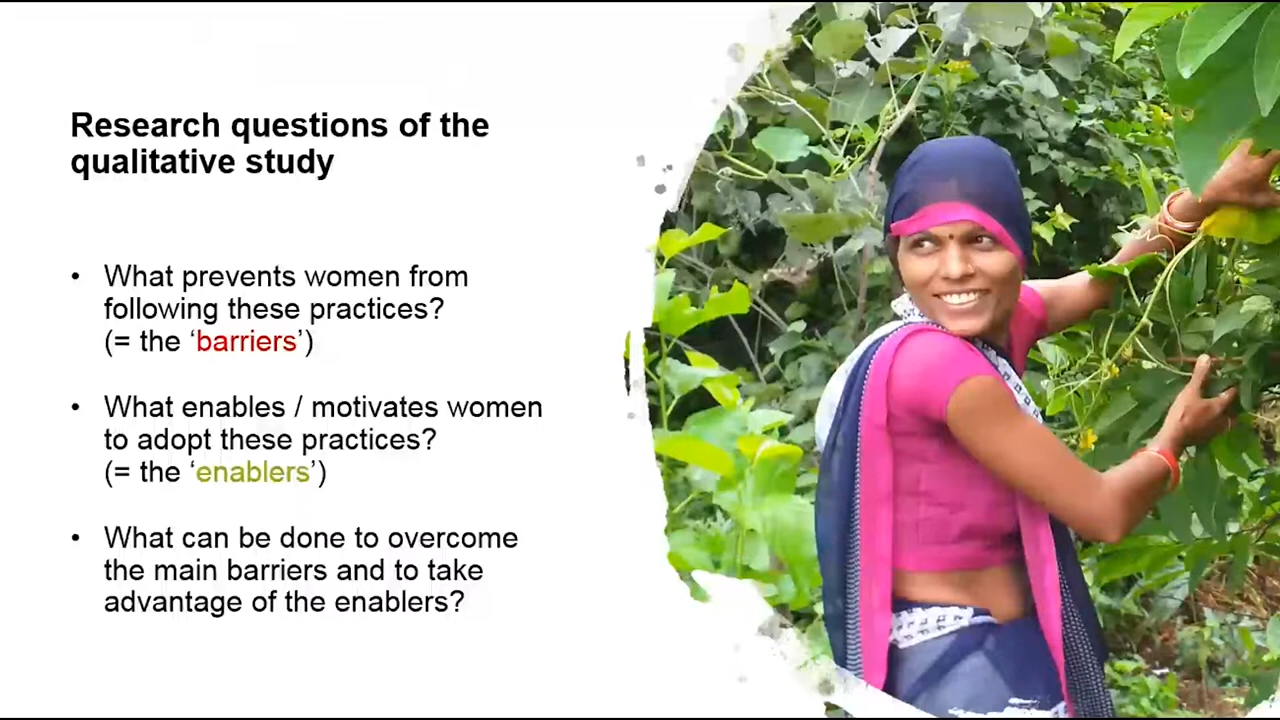 Research questions of the
qualitative study
• What prevents women from
following these practices?
(= the ‘barriers’)
• What enables / motivates women
to adopt these practices?
(= the ‘enablers’)
• What can be done to overcome
the main barriers and to take
advantage of the enablers?